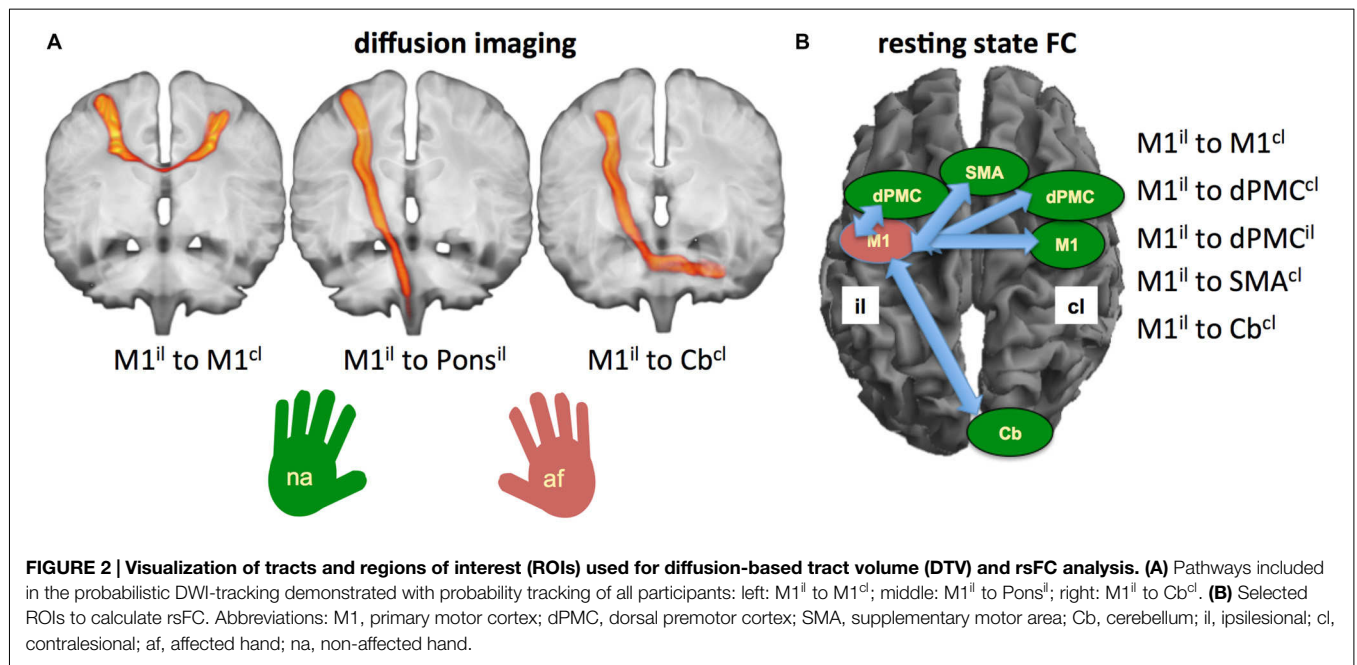 A
diffusion imaging
M1il to M1cl
M1il to Ponsil
M1il to Cbcl
na
af
B
resting state FC
SMA
dPMC
dPMC
M1
M1
il
cl
Cb
M1il to M1cl
M1il to dPMCcl
M1il to dPMCil
M1il to SMAcl
M1il to Cbcl
FIGURE 2 | Visualization of tracts and regions of interest (ROIs) used for diffusion-based tract volume (DTV) and rsFC analysis. (A) Pathways included
in the probabilistic DWI-tracking demonstrated with probability tracking of all participants: left: M1il to M1cl; middle: M1il to Ponsil; right: M1il to Cbcl. (B) Selected
ROIs to calculate rsFC. Abbreviations: M1, primary motor cortex; dPMC, dorsal premotor cortex; SMA, supplementary motor area; Cb, cerebellum; il, ipsilesional; cl,
contralesional; af, affected hand; na, non-affected hand.